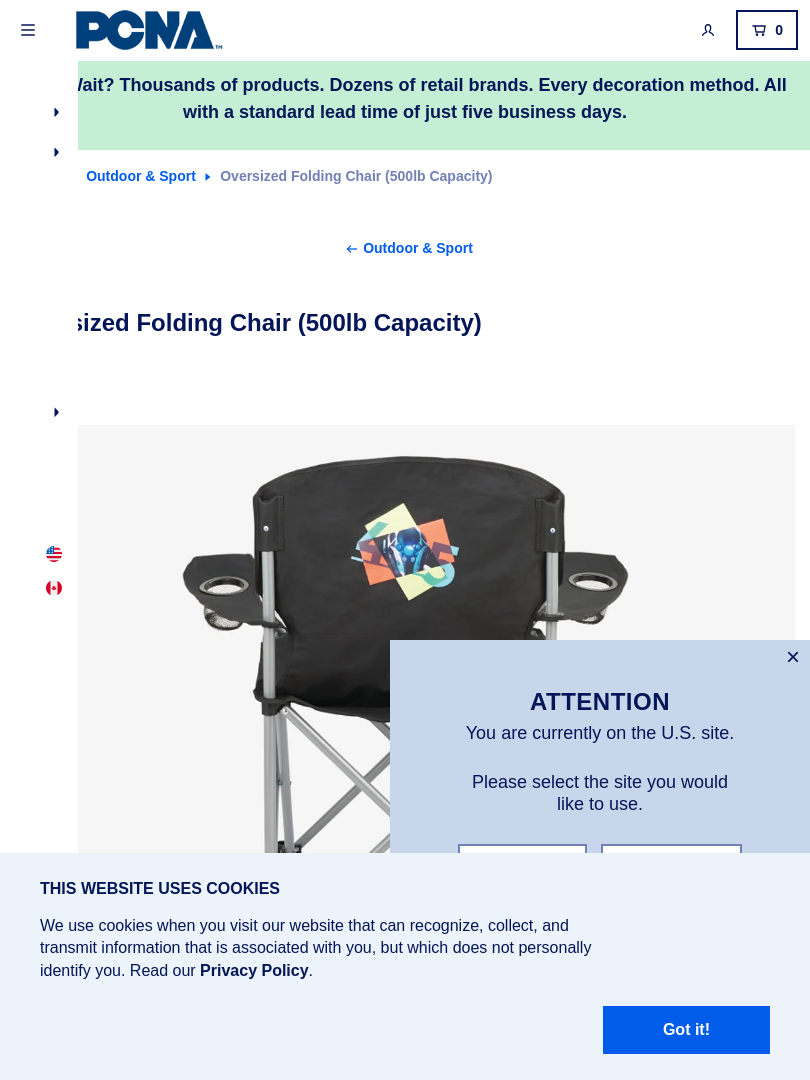 PCNA™
0
Wait? Thousands of products. Dozens of retail brands. Every decoration method. All
with a standard lead time of just five business days.
Outdoor & Sport
Oversized Folding Chair (500lb Capacity)
← Outdoor & Sport
sized Folding Chair (500lb Capacity)
ATTENTION
You are currently on the U.S. site.
Please select the site you would
like to use.
THIS WEBSITE USES COOKIES
We use cookies when you visit our website that can recognize, collect, and
transmit information that is associated with you, but which does not personally
identify you. Read our Privacy Policy.
Got it!